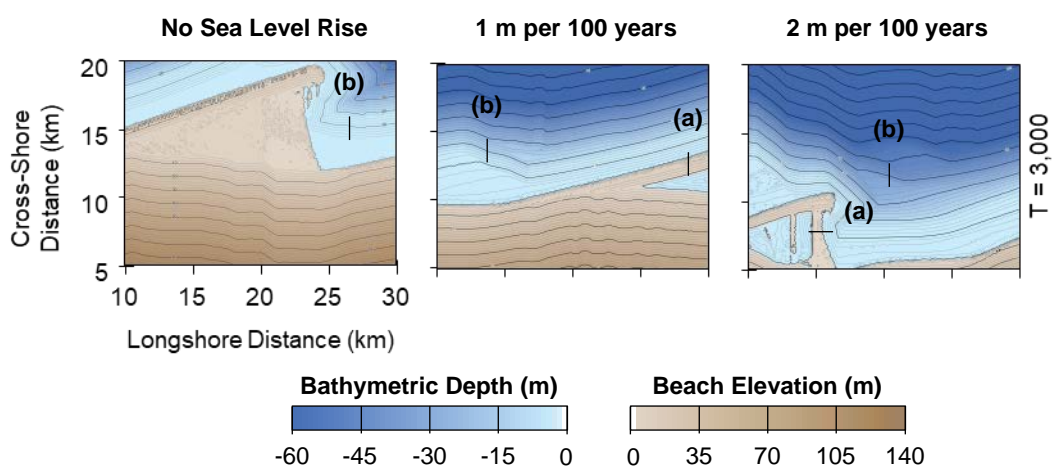 No Sea Level Rise
1 m per 100 years
2 m per 100 years
Cross-Shore
Distance (km)
20
15
10
5
(b)
(b)
(a)
(b)
(a)
T = 3,000
10
15
20
25
30
Longshore Distance (km)
Bathymetric Depth (m)
-60
-45
-30
-15
0
Beach Elevation (m)
0
35
70
105
140